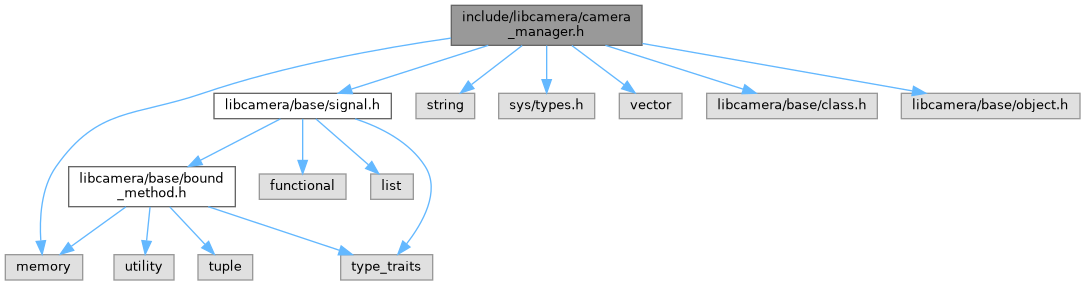 include/libcamera/camera
_manager.h
libcamera/base/signal.h
string
sys/types.h
vector
libcamera/base/class.h
libcamera/base/object.h
libcamera/base/bound
_method.h
functional
list
memory
utility
tuple
type_traits